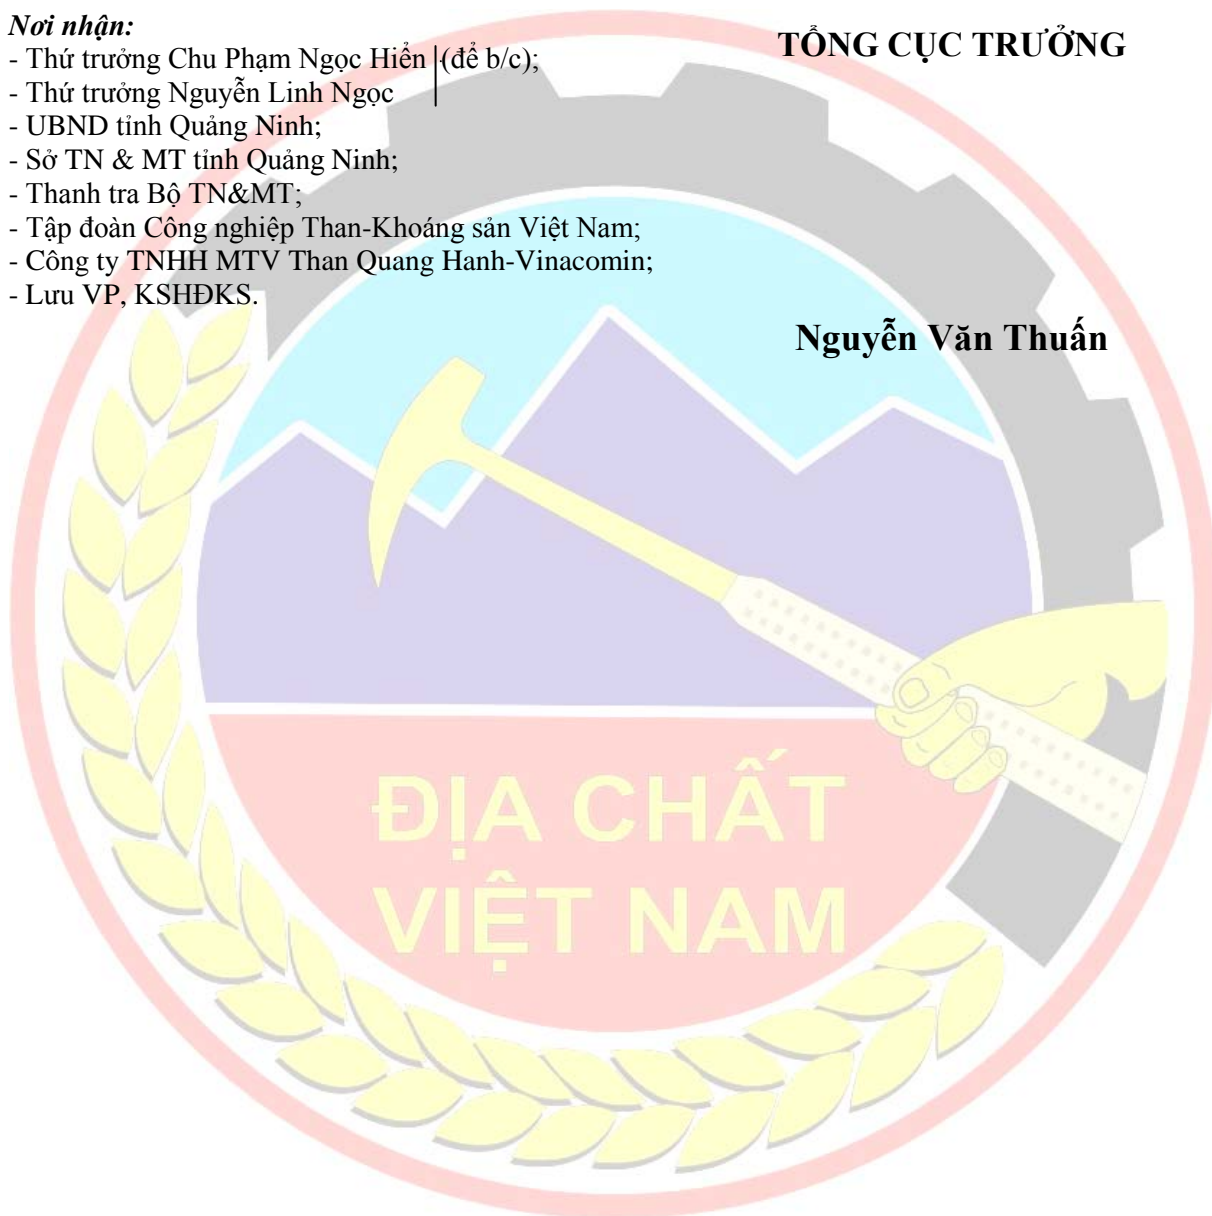 Nơi nhận:
- Thứ trưởng Chu Phạm Ngọc Hiển (để b/c);
- Thứ trưởng Nguyễn Linh Ngọc
- UBND tỉnh Quảng Ninh;
- Sở TN & MT tỉnh Quảng Ninh;
- Thanh tra Bộ TN&MT;
- Tập đoàn Công nghiệp Than-Khoáng sản Việt Nam;
- Công ty TNHH MTV Than Quang Hanh-Vinacomin;
- Lưu VP, KSHĐKS.
TỔNG CỤC TRƯỞNG
Nguyễn Văn Thuấn
ĐỊA CHẤT
VIỆT NAM